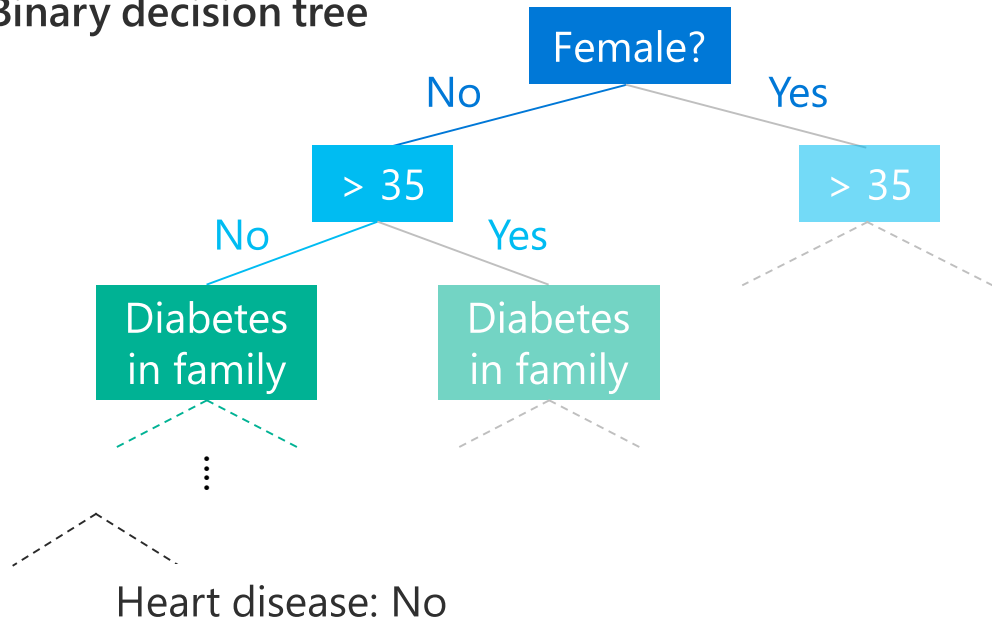 Binary decision tree
Female?
No
Yes
> 35
> 35
No
Yes
Diabetes
in family
Diabetes
in family
Heart disease: No